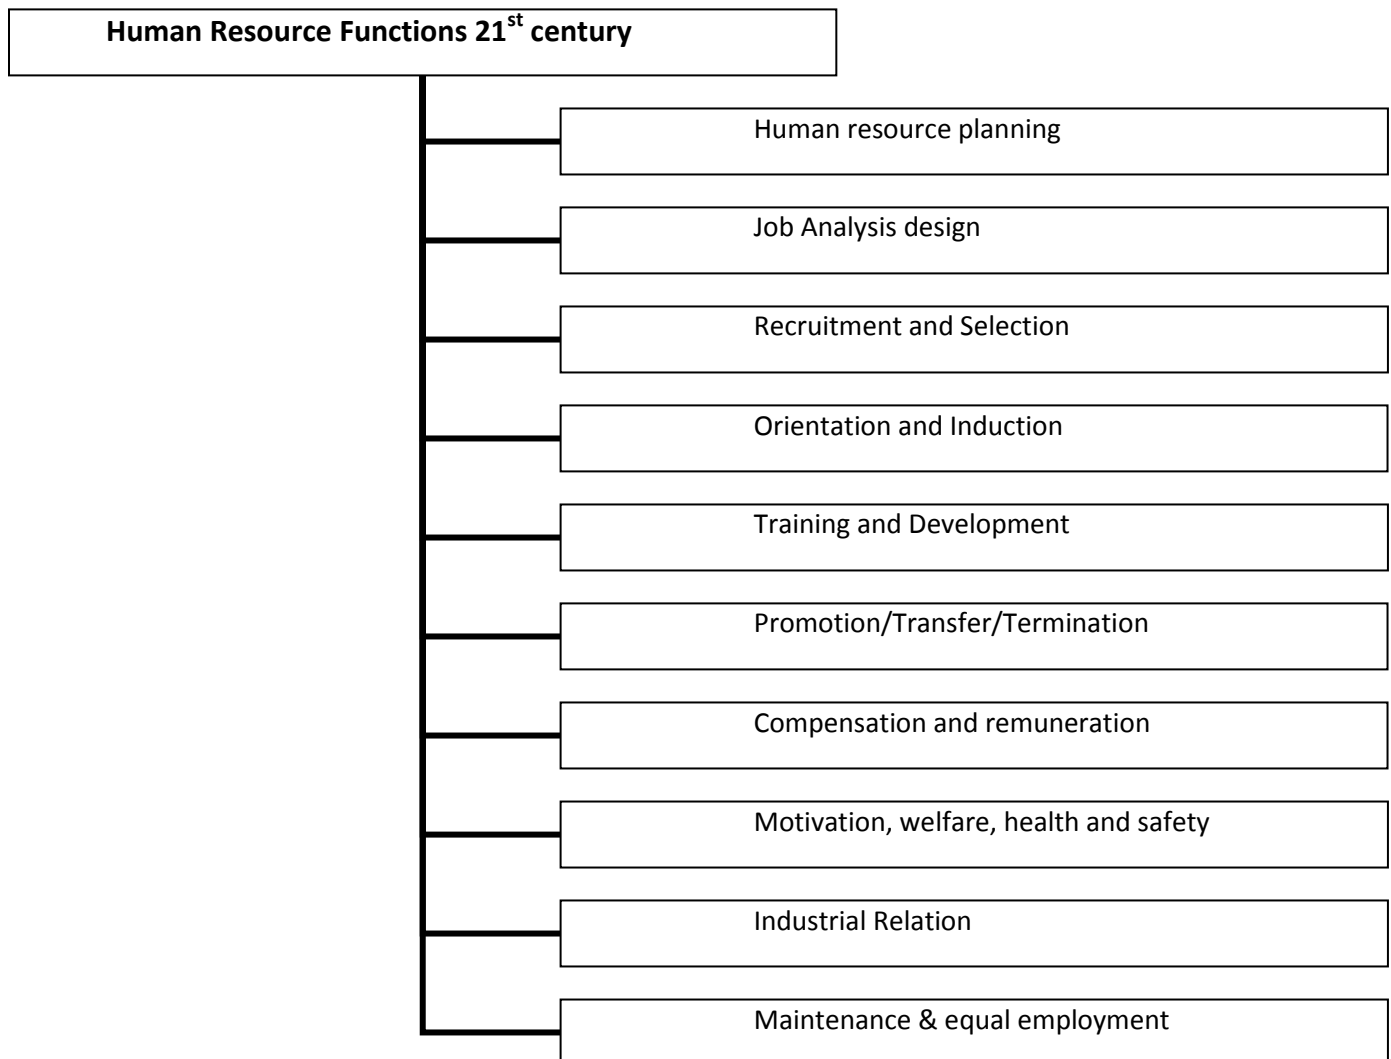 Human Resource Functions 21st century
Human resource planning
Job Analysis design
Recruitment and Selection
Orientation and Induction
Training and Development
Promotion/Transfer/Termination
Compensation and remuneration
Motivation, welfare, health and safety
Industrial Relation
Maintenance & equal employment